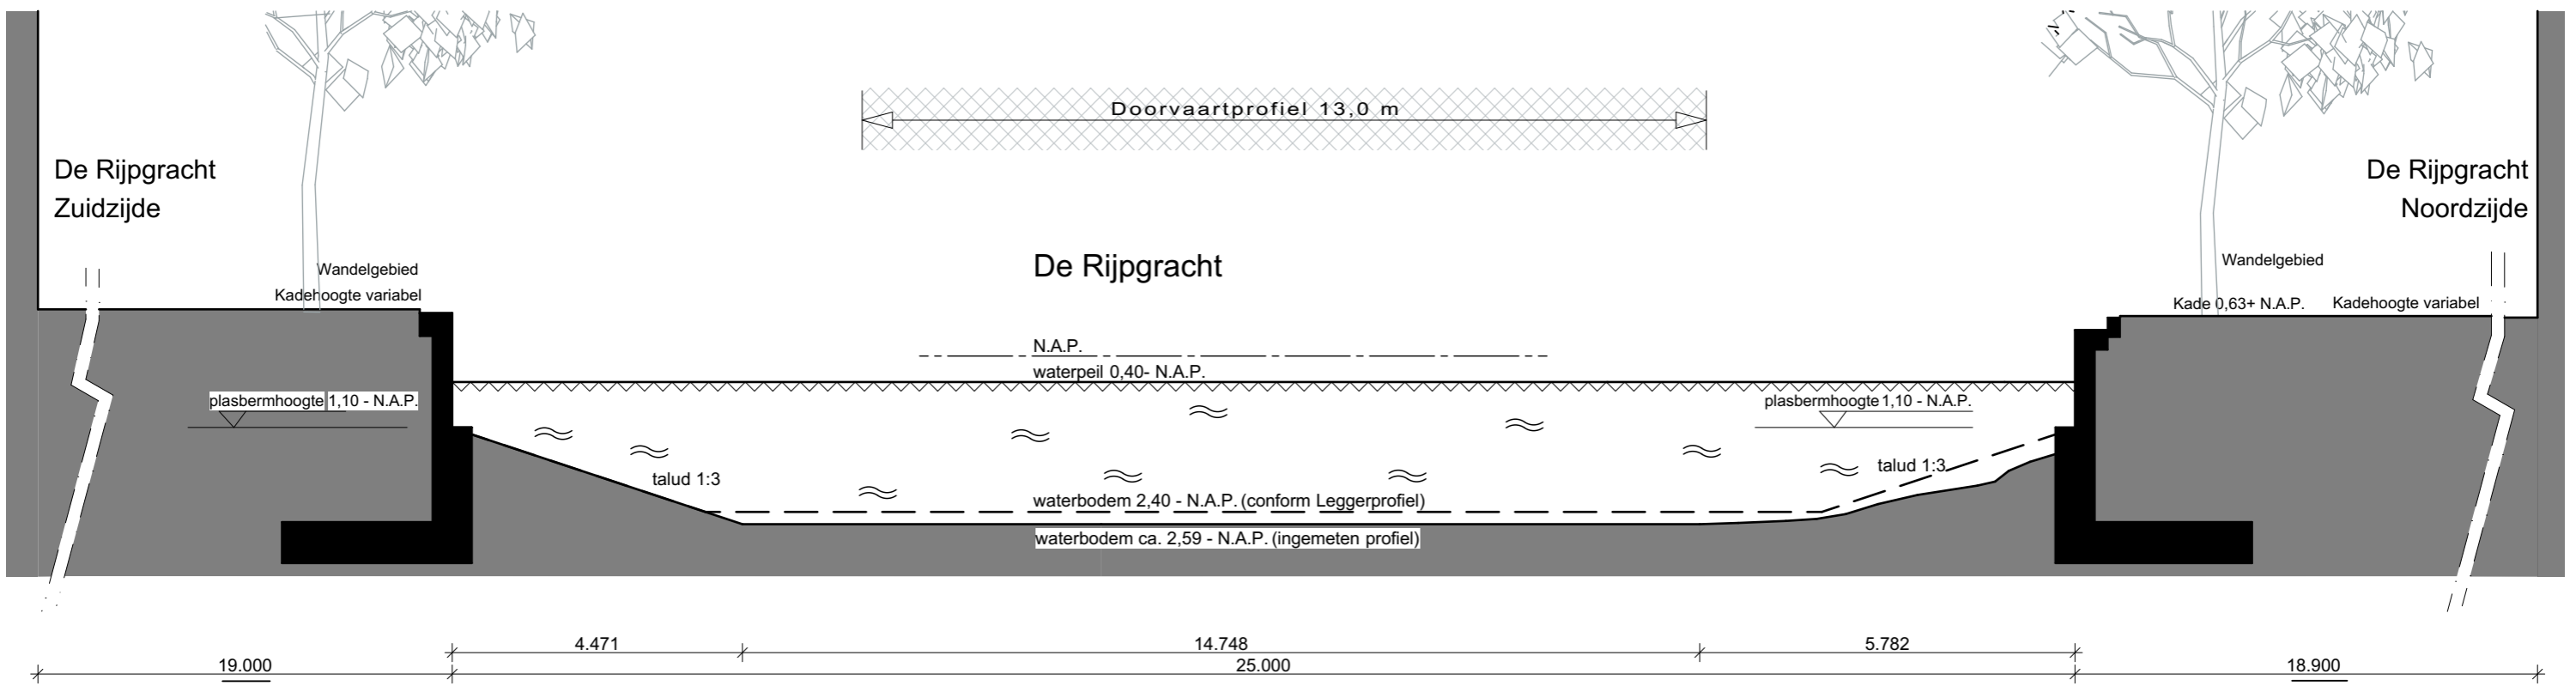 Doorvaartprofiel 13,0 m
De Rijpgracht
Zuidzijde
De Rijpgracht
Noordzijde
De Rijpgracht
Wandelgebied
Kadehoogte variabel
Wandelgebied
Kade 0,63+ N.A.P.
Kadehoogte variabel
N.A.P.
waterpeil 0,40- N.A.P.
plasbermhoogte 1,10 - N.A.P.
plasbermhoogte 1,10 - N.A.P.
talud 1:3
talud 1:3
waterbodem 2,40 - N.A.P. (conform Leggerprofiel)
waterbodem ca. 2,59 - N.A.P. (ingemeten profiel)
4.471
14.748
5.782
19.000
25.000
18.900